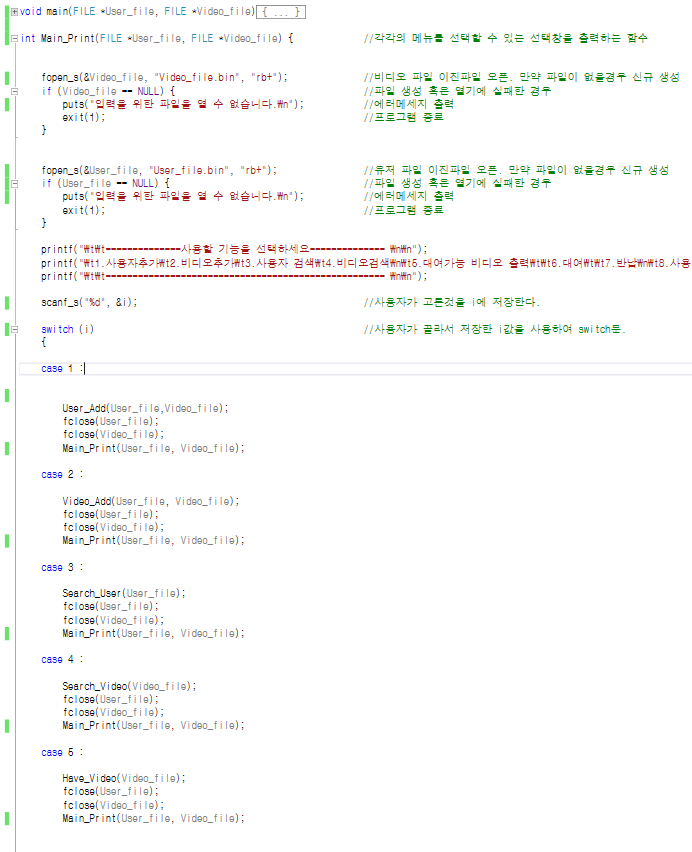 void main(FILE *User_file, FILE *Video_file){ ... }
int Main_Print(FILE *User_file, FILE *Video_file) { //각각의 메뉴를 선택할 수 있는 선택창을 출력하는 함수
fopen_s(&Video_file, "Video_file.bin", "rb+"); //비디오 파일 이진파일 오픈. 만약 파일이 없을경우 신규 생성
if (Video_file == NULL) { //파일 생성 혹은 열기에 실패한 경우
puts("입력을 위한 파일을 열 수 없습니다.₩n"); //에러메세지 출력
exit(1); //프로그램 종료
}
fopen_s(&User_file, "User_file.bin", "rb+"); //유저 파일 이진파일 오픈. 만약 파일이 없을경우 신규 생성
if (User_file == NULL) { //파일 생성 혹은 열기에 실패한 경우
puts("입력을 위한 파일을 열 수 없습니다.₩n"); //에러메세지 출력
exit(1); //프로그램 종료
}
printf("₩t₩t==============사용할 기능을 선택하세요============== ₩n₩n");
printf("₩t1.사용자추가₩t2.비디오추가₩t3.사용자 검색₩t4.비디오검색₩n₩t5.대여가능 비디오 출력₩t₩t6.대여₩t₩t7.반납₩n₩t8.사용
printf("₩t₩t==================================================== ₩n₩n");
scanf_s("%d", &i); //사용자가 고른것을 i에 저장한다.
switch (i) //사용자가 골라서 저장한 i값을 사용하여 switch문.
{
case 1 :
User_Add(User_file,Video_file);
fclose(User_file);
fclose(Video_file);
Main_Print(User_file, Video_file);
case 2 :
Video_Add(User_file, Video_file);
fclose(User_file);
fclose(Video_file);
Main_Print(User_file, Video_file);
case 3 :
Search_User(User_file);
fclose(User_file);
fclose(Video_file);
Main_Print(User_file, Video_file);
case 4 :
Search_Video(Video_file);
fclose(User_file);
fclose(Video_file);
Main_Print(User_file, Video_file);
case 5 :
Have_Video(Video_file);
fclose(User_file);
fclose(Video_file);
Main_Print(User_file, Video_file);